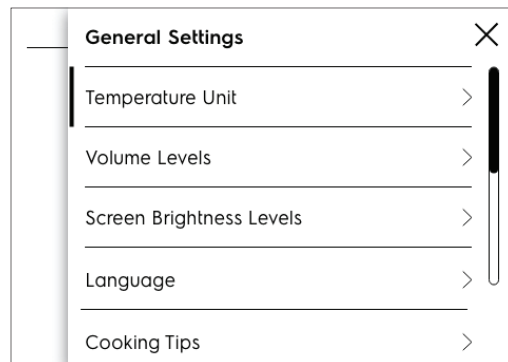 General Settings
Temperature Unit
Volume Levels
Screen Brightness Levels
Language
Cooking Tips